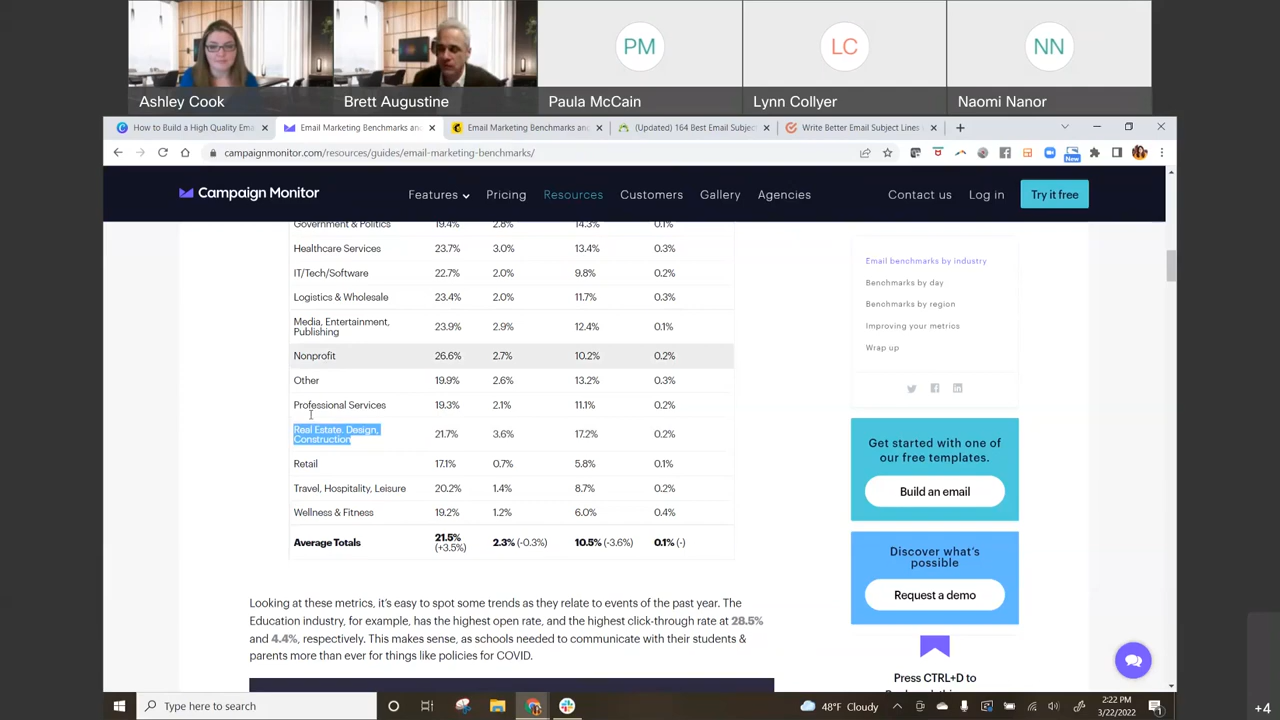 PM
LC
NN
Ashley Cook
Brett Augustine
Paula McCain
Lynn Collyer
Naomi Nanor
How to Build a High Quality Ema
Email Marketing Benchmarks and
Email Marketing Benchmarks and
(Updated) 164 Best Email Subject
Write Better Email Subject Lines
campaignmonitor.com/resources/guides/email-marketing-benchmarks/
New
Campaign Monitor
Features
Pricing
Resources
Customers
Gallery
Agencies
Contact us
Log in
Try it free
Government & Politics 19.4% 2.8% 14.3% 0.1%
Healthcare Services 23.7% 3.0% 13.4% 0.3%
IT/Tech/Software 22.7% 2.0% 9.8% 0.2%
Logistics & Wholesale 23.4% 2.0% 11.7% 0.3%
Media, Entertainment,
Publishing 23.9% 2.9% 12.4% 0.1%
Nonprofit 26.6% 2.7% 10.2% 0.2%
Other 19.9% 2.6% 13.2% 0.3%
Professional Services 19.3% 2.1% 11.1% 0.2%
Real Estate. Design,
Construction 21.7% 3.6% 17.2% 0.2%
Retail 17.1% 0.7% 5.8% 0.1%
Travel, Hospitality, Leisure 20.2% 1.4% 8.7% 0.2%
Wellness & Fitness 19.2% 1.2% 6.0% 0.4%
Average Totals 21.5% (+3.5%) 2.3% (-0.3%) 10.5% (-3.6%) 0.1% (-)
Looking at these metrics, it's easy to spot some trends as they relate to events of the past year. The
Education industry, for example, has the highest open rate, and the highest click-through rate at 28.5%
and 4.4%, respectively. This makes sense, as schools needed to communicate with their students &
parents more than ever for things like policies for COVID.
Email benchmarks by industry
Benchmarks by day
Benchmarks by region
Improving your metrics
Wrap up
Get started with one of
our free templates.
Build an email
Discover what's
possible
Request a demo
Press CTRL+D to
Type here to search
48°F Cloudy
2:22 PM
3/22/2022
1
+4